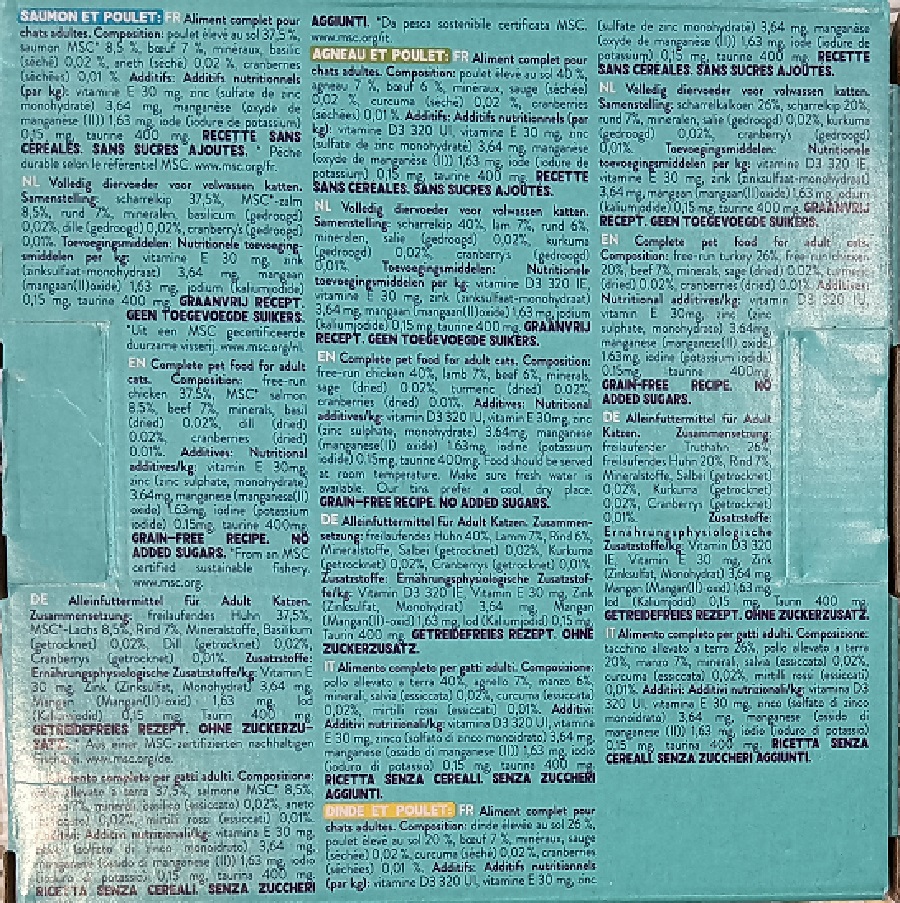 SAUMON ET POULET: FR Aliment complet pour
chats adultes. Composition: poulet élevé au sol 37,5 %,
saumon MSC* 8,5 %, bœuf 7 %, minéraux, basilic
(séché) 0,02 %, aneth (séché) 0,02 %, cranberries
(séchées) 0,01 %. Additifs: Additifs nutritionnels
(par kg): vitamine E 30 mg, zinc (sulfate de zinc
monohydraté) 3,64 mg, manganèse (oxyde de
manganèse (II)) 1,63 mg, iode (iodure de potassium)
0,15 mg, taurine 400 mg. RECETTE SANS
CÉRÉALES. SANS SUCRES AJOUTÉS. *Pêche
durable selon le référentiel MSC. www.msc.org/fr.
NL Volledig diervoeder voor volwassen katten.
Samenstelling: scharrelkip 37,5%, MSC*-zalm
8,5%, rund 7%, mineralen, basilicum (gedroogd)
0,02%, dille (gedroogd) 0,02%, cranberry's (gedroogd)
0,01%. Toevoegingsmiddelen: Nutritionele toevoeging-
smiddelen per kg: vitamine E 30 mg, zink
(zinksulfaat-monohydraat) 3,64 mg, mangaan
(mangaan(II)oxide) 1,63 mg, jodium (kaliumjodide)
0,15 mg, taurine 400 mg. GRAANVRIJ RECEPT.
GEEN TOEGEVOEGDE SUIKERS.
*Uit een MSC gecertificeerde
duurzame visserij. www.msc.org/nl.
EN Complete pet food for adult
cats. Composition: free-run
chicken 37.5%, MSC* salmon
8.5%, beef 7%, minerals, basil
(dried) 0.02%, dill (dried)
0.02%, cranberries (dried)
0.01%. Additives: Nutritional
additives/kg: vitamin E 30mg,
zinc (zinc sulphate, monohydrate)
3.64mg, manganese (manganese(II)
oxide) 1.63mg, iodine (potassium
iodide) 0.15mg, taurine 400mg.
GRAIN-FREE RECIPE. NO
ADDED SUGARS. *From an MSC
certified sustainable fishery.
www.msc.org.
DE Alleinfuttermittel für Adult Katzen.
Zusammensetzung: freilaufendes Huhn 37,5%,
MSC*-Lachs 8,5%, Rind 7%, Mineralstoffe, Basilikum
(getrocknet) 0,02%, Dill (getrocknet) 0,02%,
Cranberrys (getrocknet) 0,01%. Zusatzstoffe:
Ernährungsphysiologische Zusatzstoffe/kg: Vitamin E
30 mg, Zink (Zinksulfat, Monohydrat) 3,64 mg,
Mangan (Mangan(II)-oxid) 1,63 mg, Iod
(Kaliumjodid) 0,15 mg, Taurin 400 mg.
GETREIDEFREIES REZEPT. OHNE ZUCKERZU-
SATZ. * Aus einer MSC-zertifizierten nachhaltigen
Fischerei. www.msc.org/de.
Alimento completo per gatti adulti. Composizione:
allevato a terra 37,5%, salmone MSC* 8,5%,
7%, minerali, basilico (essiccato) 0,02%, aneto
0,02%, mirtilli rossi (essiccati) 0,01%.
Additivi nutrizionali/kg: vitamina E 30 mg,
(solfato di zinco monoidrato) 3,64 mg,
manganese (ossido di manganese (II)) 1,63 mg, iodio
(ioduro di potassio) 0,15 mg, taurina 400 mg.
RICETTA SENZA CEREALI. SENZA ZUCCHERI
AGGIUNTI. *Da pesca sostenibile certificata MSC.
www.msc.org/it.
AGNEAU ET POULET: FR Aliment complet pour
chats adultes. Composition: poulet élevé au sol 40 %,
agneau 7 %, bœuf 6 %, minéraux, sauge (séchée)
0,02 %, curcuma (séché) 0,02 %, cranberries
(séchées) 0,01%. Additifs: Additifs nutritionnels (par
kg): vitamine D3 320 UI, vitamine E 30 mg, zinc
(sulfate de zinc monohydraté) 3,64 mg, manganèse
(oxyde de manganèse (II)) 1,63 mg, iode (iodure de
potassium) 0,15 mg, taurine 400 mg. RECETTE
SANS CÉRÉALES. SANS SUCRES AJOUTÉS.
NL Volledig diervoeder voor volwassen katten.
Samenstelling: scharrelkip 40%, lam 7%, rund 6%,
mineralen, salie (gedroogd) 0,02%, kurkuma
(gedroogd) 0,02%, cranberry's (gedroogd)
0,01%. Toevoegingsmiddelen: Nutritionele
toevoegingsmiddelen per kg: vitamine D3 320 IE,
vitamine E 30 mg, zink (zinksulfaat-monohydraat)
3,64 mg, mangaan (mangaan(II)oxide) 1,63 mg, jodium
(kaliumjodide) 0,15 mg, taurine 400 mg. GRAANVRIJ
RECEPT. GEEN TOEGEVOEGDE SUIKERS.
EN Complete pet food for adult cats. Composition:
free-run chicken 40%, lamb 7%, beef 6%, minerals,
sage (dried) 0.02%, turmeric (dried) 0.02%,
cranberries (dried) 0.01%. Additives: Nutritional
additives/kg: vitamin D3 320 IU, vitamin E 30mg, zinc
(zinc sulphate, monohydrate) 3.64mg, manganese
(manganese(II) oxide) 1.63mg, iodine (potassium
iodide) 0.15mg, taurine 400mg. Food should be served
at room temperature. Make sure fresh water is
available. Our tins prefer a cool, dry place.
GRAIN-FREE RECIPE. NO ADDED SUGARS.
DE Alleinfuttermittel für Adult Katzen. Zusammen-
setzung: freilaufendes Huhn 40%, Lamm 7%, Rind 6%,
Mineralstoffe, Salbei (getrocknet) 0,02%, Kurkuma
(getrocknet) 0,02%, Cranberrys (getrocknet) 0,01%.
Zusatzstoffe: Ernährungsphysiologische Zusatzstof-
fe/kg: Vitamin D3 320 IE, Vitamin E 30 mg, Zink
(Zinksulfat, Monohydrat) 3,64 mg, Mangan
(Mangan(II)-oxid) 1,63 mg, Iod (Kaliumjodid) 0,15 mg,
Taurin 400 mg. GETREIDEFREIES REZEPT. OHNE
ZUCKERZUSATZ.
IT Alimento completo per gatti adulti. Composizione:
pollo allevato a terra 40%, agnello 7%, manzo 6%,
minerali, salvia (essiccata) 0,02%, curcuma (essiccata)
0,02%, mirtilli rossi (essiccati) 0,01%. Additivi:
Additivi nutrizionali/kg: vitamina D3 320 UI, vitamina
E 30 mg, zinco (solfato di zinco monoidrato) 3,64 mg,
manganese (ossido di manganese (II)) 1,63 mg, iodio
(ioduro di potassio) 0,15 mg, taurina 400 mg.
RICETTA SENZA CEREALI. SENZA ZUCCHERI
AGGIUNTI.
DINDE ET POULET: FR Aliment complet pour
chats adultes. Composition: dinde élevée au sol 26 %,
poulet élevé au sol 20 %, bœuf 7 %, minéraux, sauge
(séchée) 0,02 %, curcuma (séché) 0,02 %, cranberries
(séchées) 0,01 %. Additifs: Additifs nutritionnels
(par kg): vitamine D3 320 UI, vitamine E 30 mg, zinc
(sulfate de zinc monohydraté) 3,64 mg, manganèse
(oxyde de manganèse (II)) 1,63 mg, iode (iodure de
potassium) 0,15 mg, taurine 400 mg. RECETTE
SANS CÉRÉALES. SANS SUCRES AJOUTÉS.
NL Volledig diervoeder voor volwassen katten.
Samenstelling: scharrelkalkoen 26%, scharrelkip 20%,
rund 7%, mineralen, salie (gedroogd) 0,02%, kurkuma
(gedroogd) 0,02%, cranberry's (gedroogd)
0,01%. Toevoegingsmiddelen: Nutritionele
toevoegingsmiddelen per kg: vitamine D3 320 IE,
vitamine E 30 mg, zink (zinksulfaat-monohydraat)
3,64 mg, mangaan (mangaan(II)oxide) 1,63 mg, jodium
(kaliumjodide) 0,15 mg, taurine 400 mg. GRAANVRIJ
RECEPT. GEEN TOEGEVOEGDE SUIKERS.
EN Complete pet food for adult cats.
Composition: free-run turkey 26%, free-run chicken
20%, beef 7%, minerals, sage (dried) 0.02%, turmeric
(dried) 0.02%, cranberries (dried) 0.01%. Additives:
Nutritional additives/kg: vitamin D3 320 IU,
vitamin E 30mg, zinc (zinc
sulphate, monohydrate) 3.64mg,
manganese (manganese(II) oxide)
1.63mg, iodine (potassium iodide)
0.15mg, taurine 400mg.
GRAIN-FREE RECIPE. NO
ADDED SUGARS.
DE Alleinfuttermittel für Adult
Katzen. Zusammensetzung:
freilaufender Truthahn 26%,
freilaufendes Huhn 20%, Rind 7%,
Mineralstoffe, Salbei (getrocknet)
0,02%, Kurkuma (getrocknet)
0,02%, Cranberrys (getrocknet)
0,01%. Zusatzstoffe:
Ernährungsphysiologische
Zusatzstoffe/kg: Vitamin D3 320
IE, Vitamin E 30 mg, Zink
(Zinksulfat, Monohydrat) 3,64 mg,
Mangan (Mangan(II)-oxid) 1,63 mg,
Iod (Kaliumjodid) 0,15 mg, Taurin 400 mg.
GETREIDEFREIES REZEPT. OHNE ZUCKERZUSATZ.
IT Alimento completo per gatti adulti. Composizione:
tacchino allevato a terra 26%, pollo allevato a terra
20%, manzo 7%, minerali, salvia (essiccata) 0,02%,
curcuma (essiccata) 0,02%, mirtilli rossi (essiccati)
0,01%. Additivi: Additivi nutrizionali/kg: vitamina D3
320 UI, vitamina E 30 mg, zinco (solfato di zinco
monoidrato) 3,64 mg, manganese (ossido di
manganese (II)) 1,63 mg, iodio (ioduro di potassio)
0,15 mg, taurina 400 mg. RICETTA SENZA
CEREALI. SENZA ZUCCHERI AGGIUNTI.